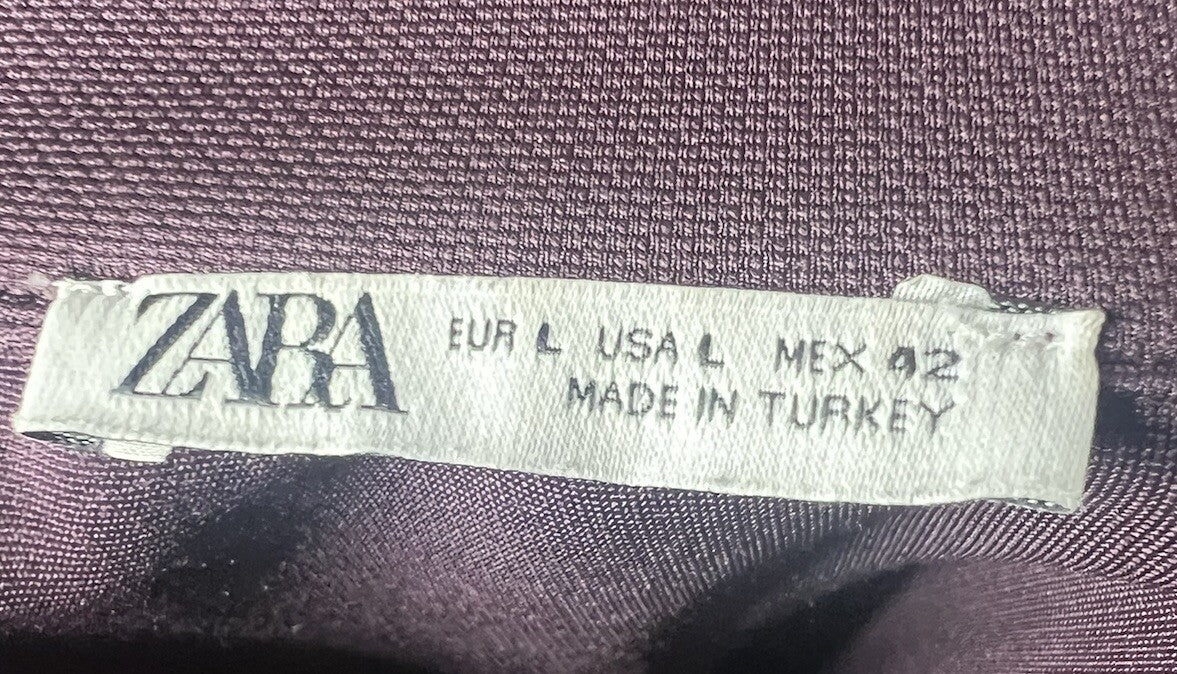 ZARA
EUR L USA L MEX 42
MADE IN TURKEY